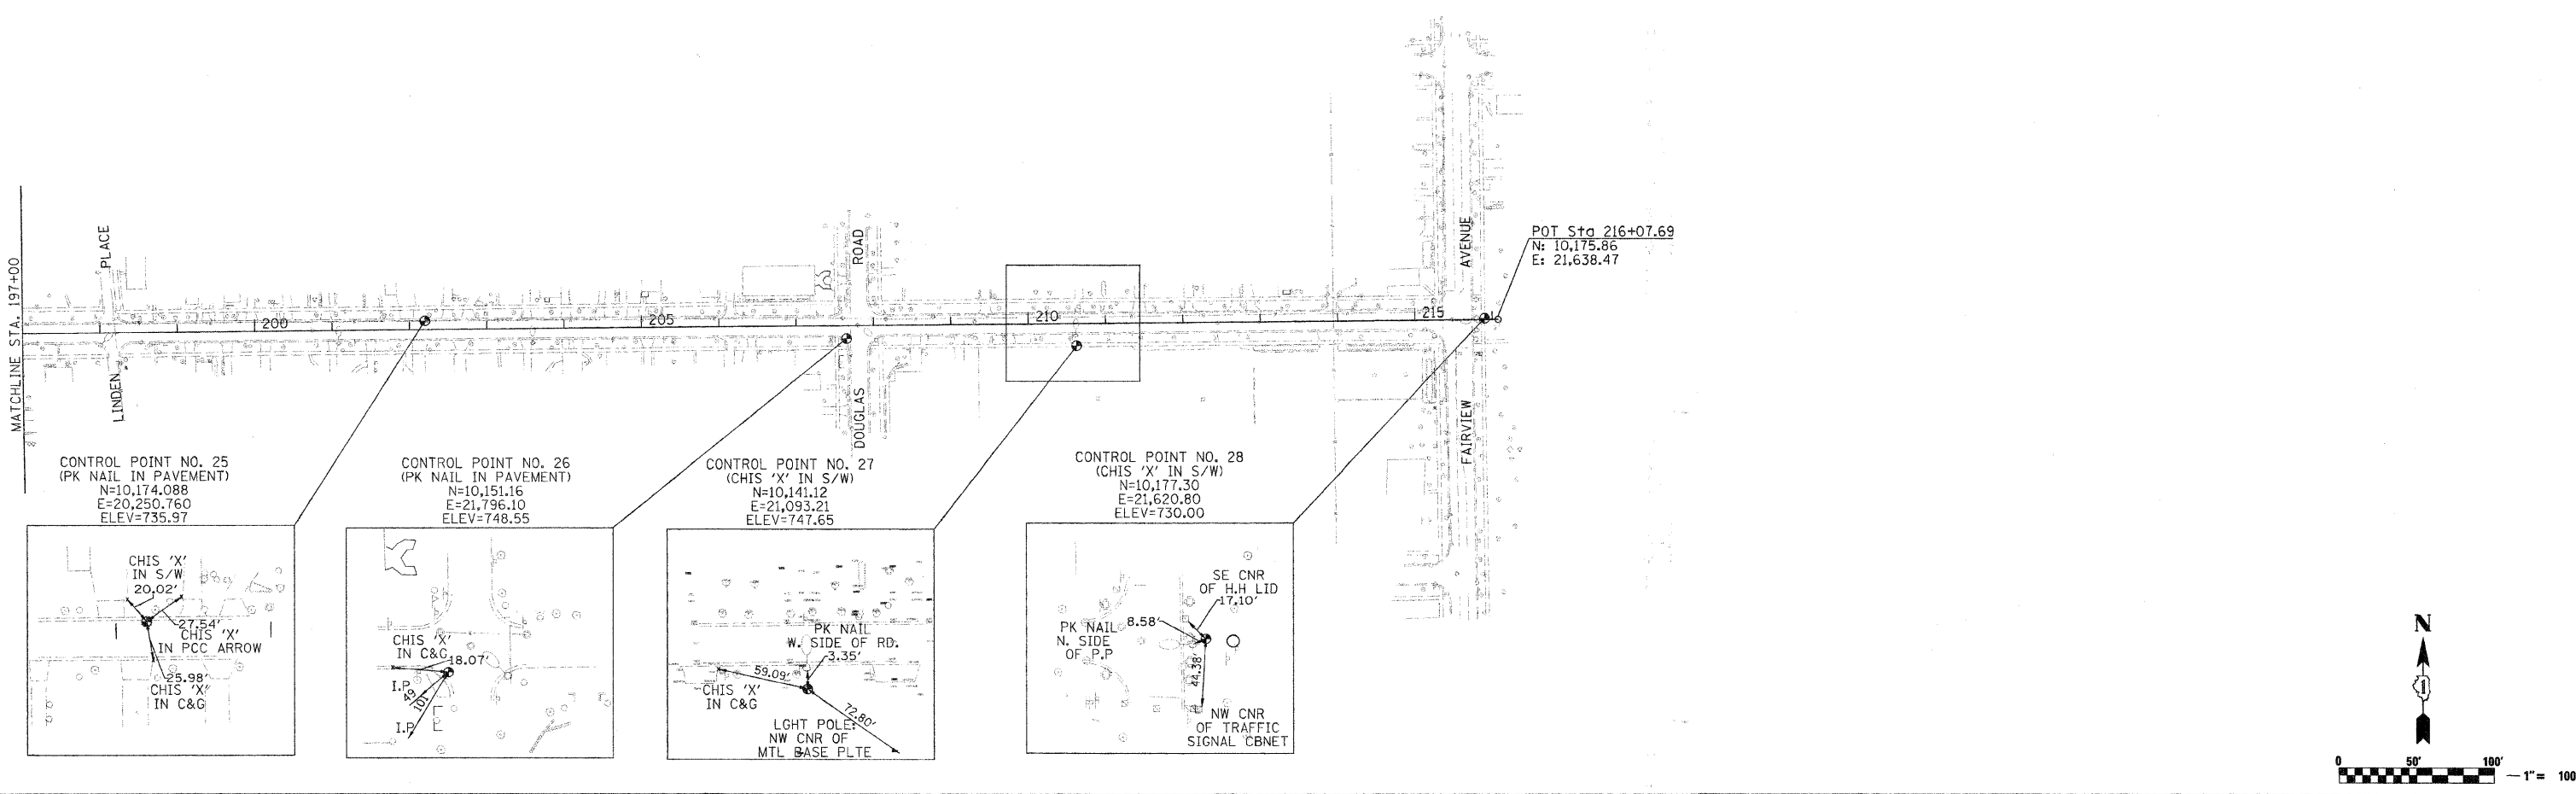 MATCHLINE STA. 197+00
PLACE
LINDEN
200
205
ROAD
DOUGLAS
210
215
AVENUE
FAIRVIEW
POT Sta 216+07.69
N: 10,175.86
E: 21,638.47
CONTROL POINT NO. 25
(PK NAIL IN PAVEMENT)
N=10,174.088
E=20,250.760
ELEV=735.97
CHIS 'X'
IN S/W
20.02'
27.54'
CHIS 'X'
IN PCC ARROW
25.98'
CHIS 'X'
IN C&G
CONTROL POINT NO. 26
(PK NAIL IN PAVEMENT)
N=10,151.16
E=21,796.10
ELEV=748.55
CHIS 'X'
IN C&G
18.07'
I.P.
49'
101'
I.P.
CONTROL POINT NO. 27
(CHIS 'X' IN S/W)
N=10,141.12
E=21,093.21
ELEV=747.65
PK NAIL
W. SIDE OF RD.
3.35'
59.09'
CHIS 'X'
IN C&G
72.80'
LGHT POLE:
NW CNR OF
MTL BASE PLTE
CONTROL POINT NO. 28
(CHIS 'X' IN S/W)
N=10,177.30
E=21,620.80
ELEV=730.00
SE CNR
OF H.H LID
17.10'
8.58'
PK NAIL
N. SIDE
OF P.P
44.38'
NW CNR
OF TRAFFIC
SIGNAL CBNET
N
1
0 50' 100'
1"= 100